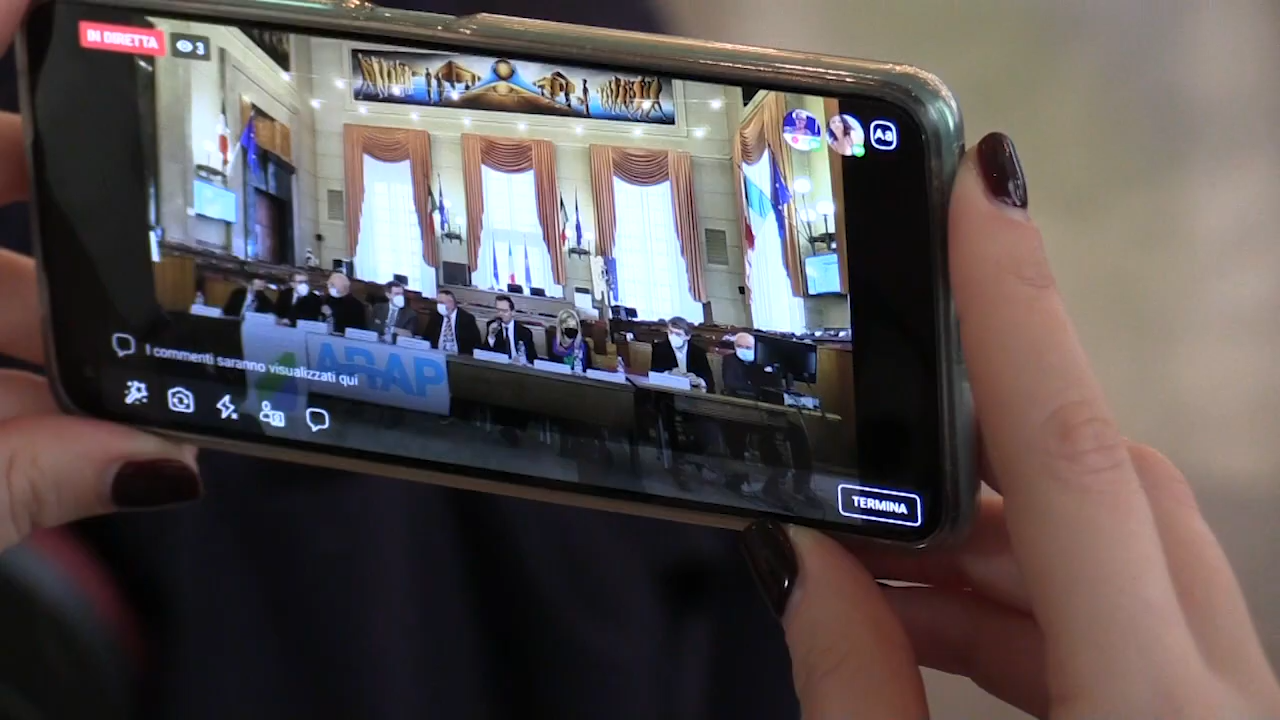 IN DIRETTA
3
Aa
ARAP
I commenti saranno visualizzati qui
TERMINA